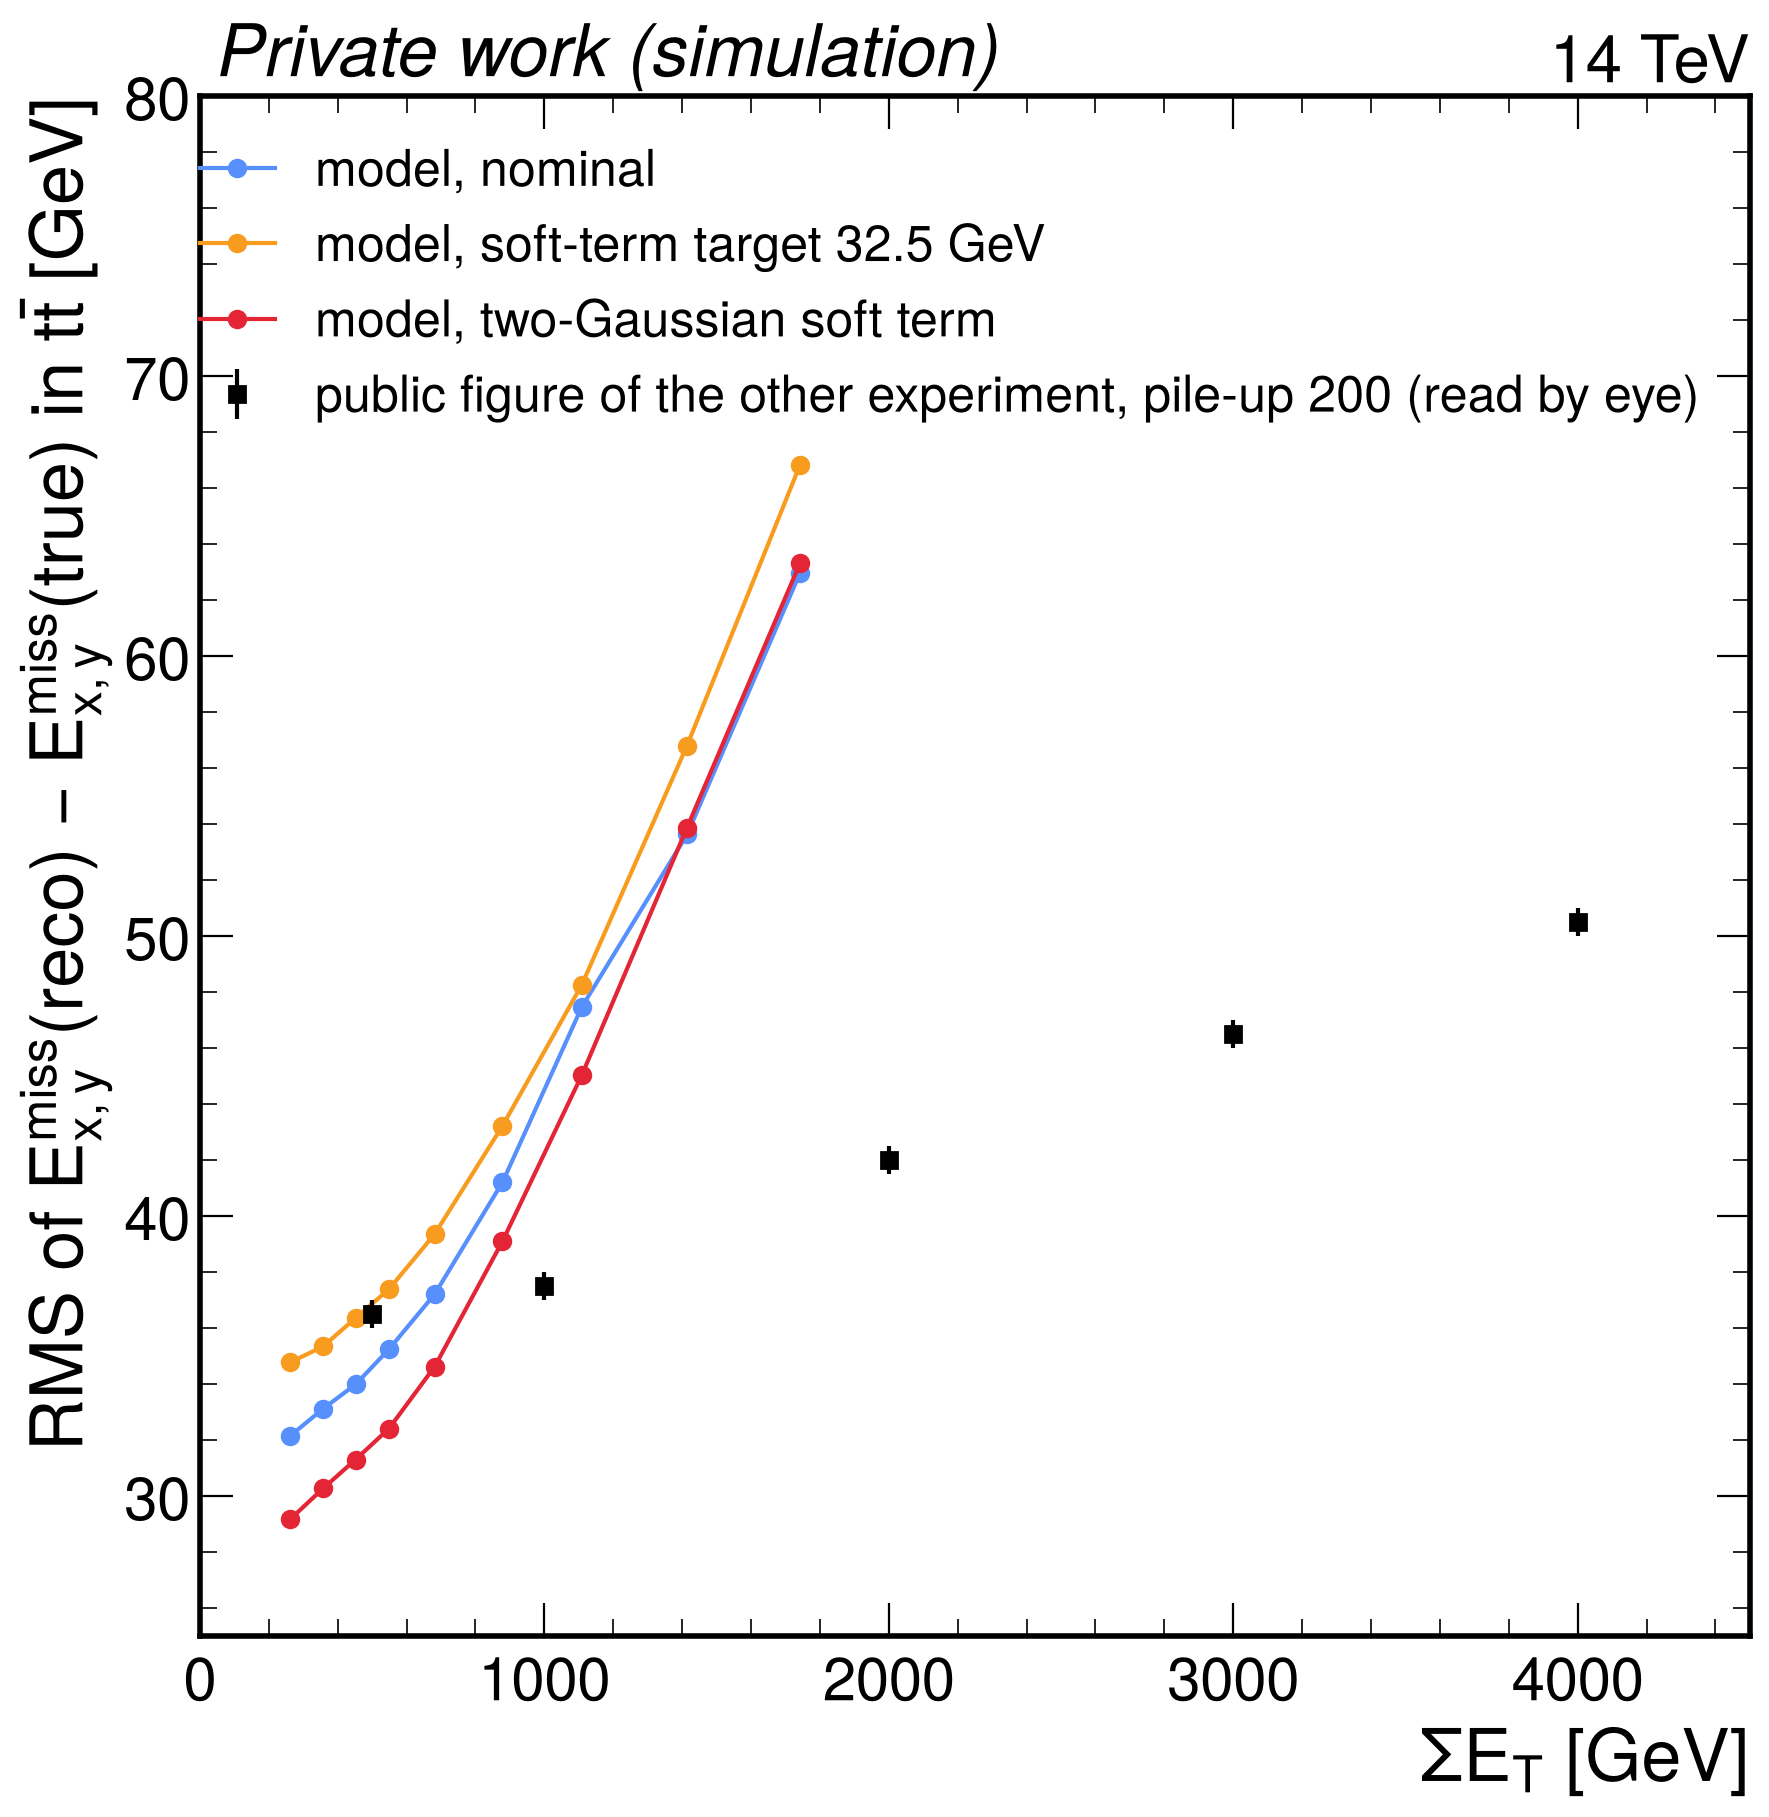 Private work (simulation)
14 TeV
RMS of E^{miss}_{x, y}(reco) − E^{miss}_{x, y}(true) in tt̄ [GeV]
80
70
60
50
40
30
model, nominal
model, soft-term target 32.5 GeV
model, two-Gaussian soft term
public figure of the other experiment, pile-up 200 (read by eye)
0 1000 2000 3000 4000
ΣE_T [GeV]